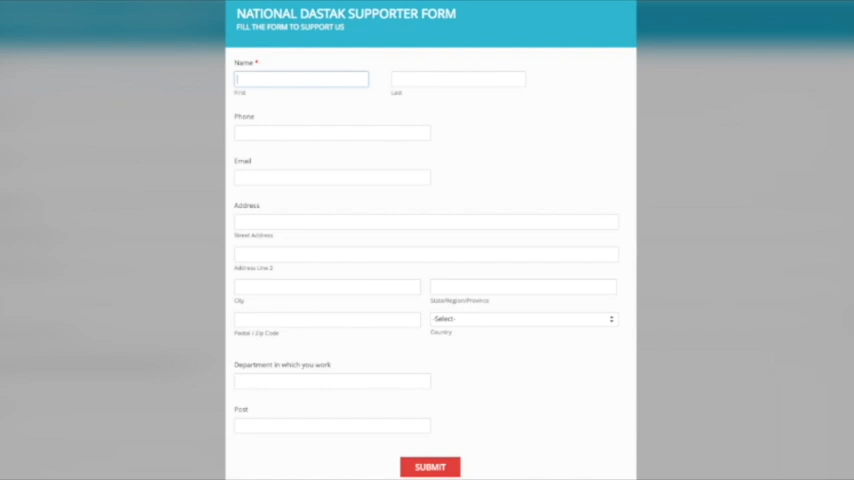 NATIONAL DASTAK SUPPORTER FORM
FILL THE FORM TO SUPPORT US
Name *
First Last
Phone
Email
Address
Street Address
Address Line 2
City State/Region/Province
-Select-
Postal / Zip Code Country
Department in which you work
Post
SUBMIT